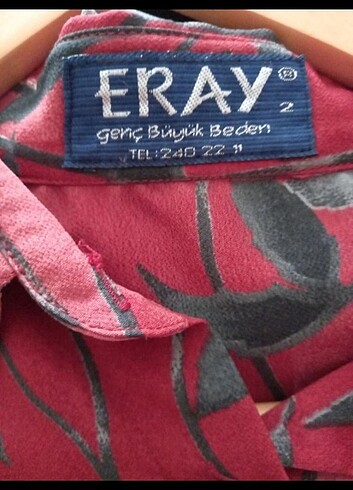 ERAY ®
2
Genç Büyük Beden
TEL: 240 22 11